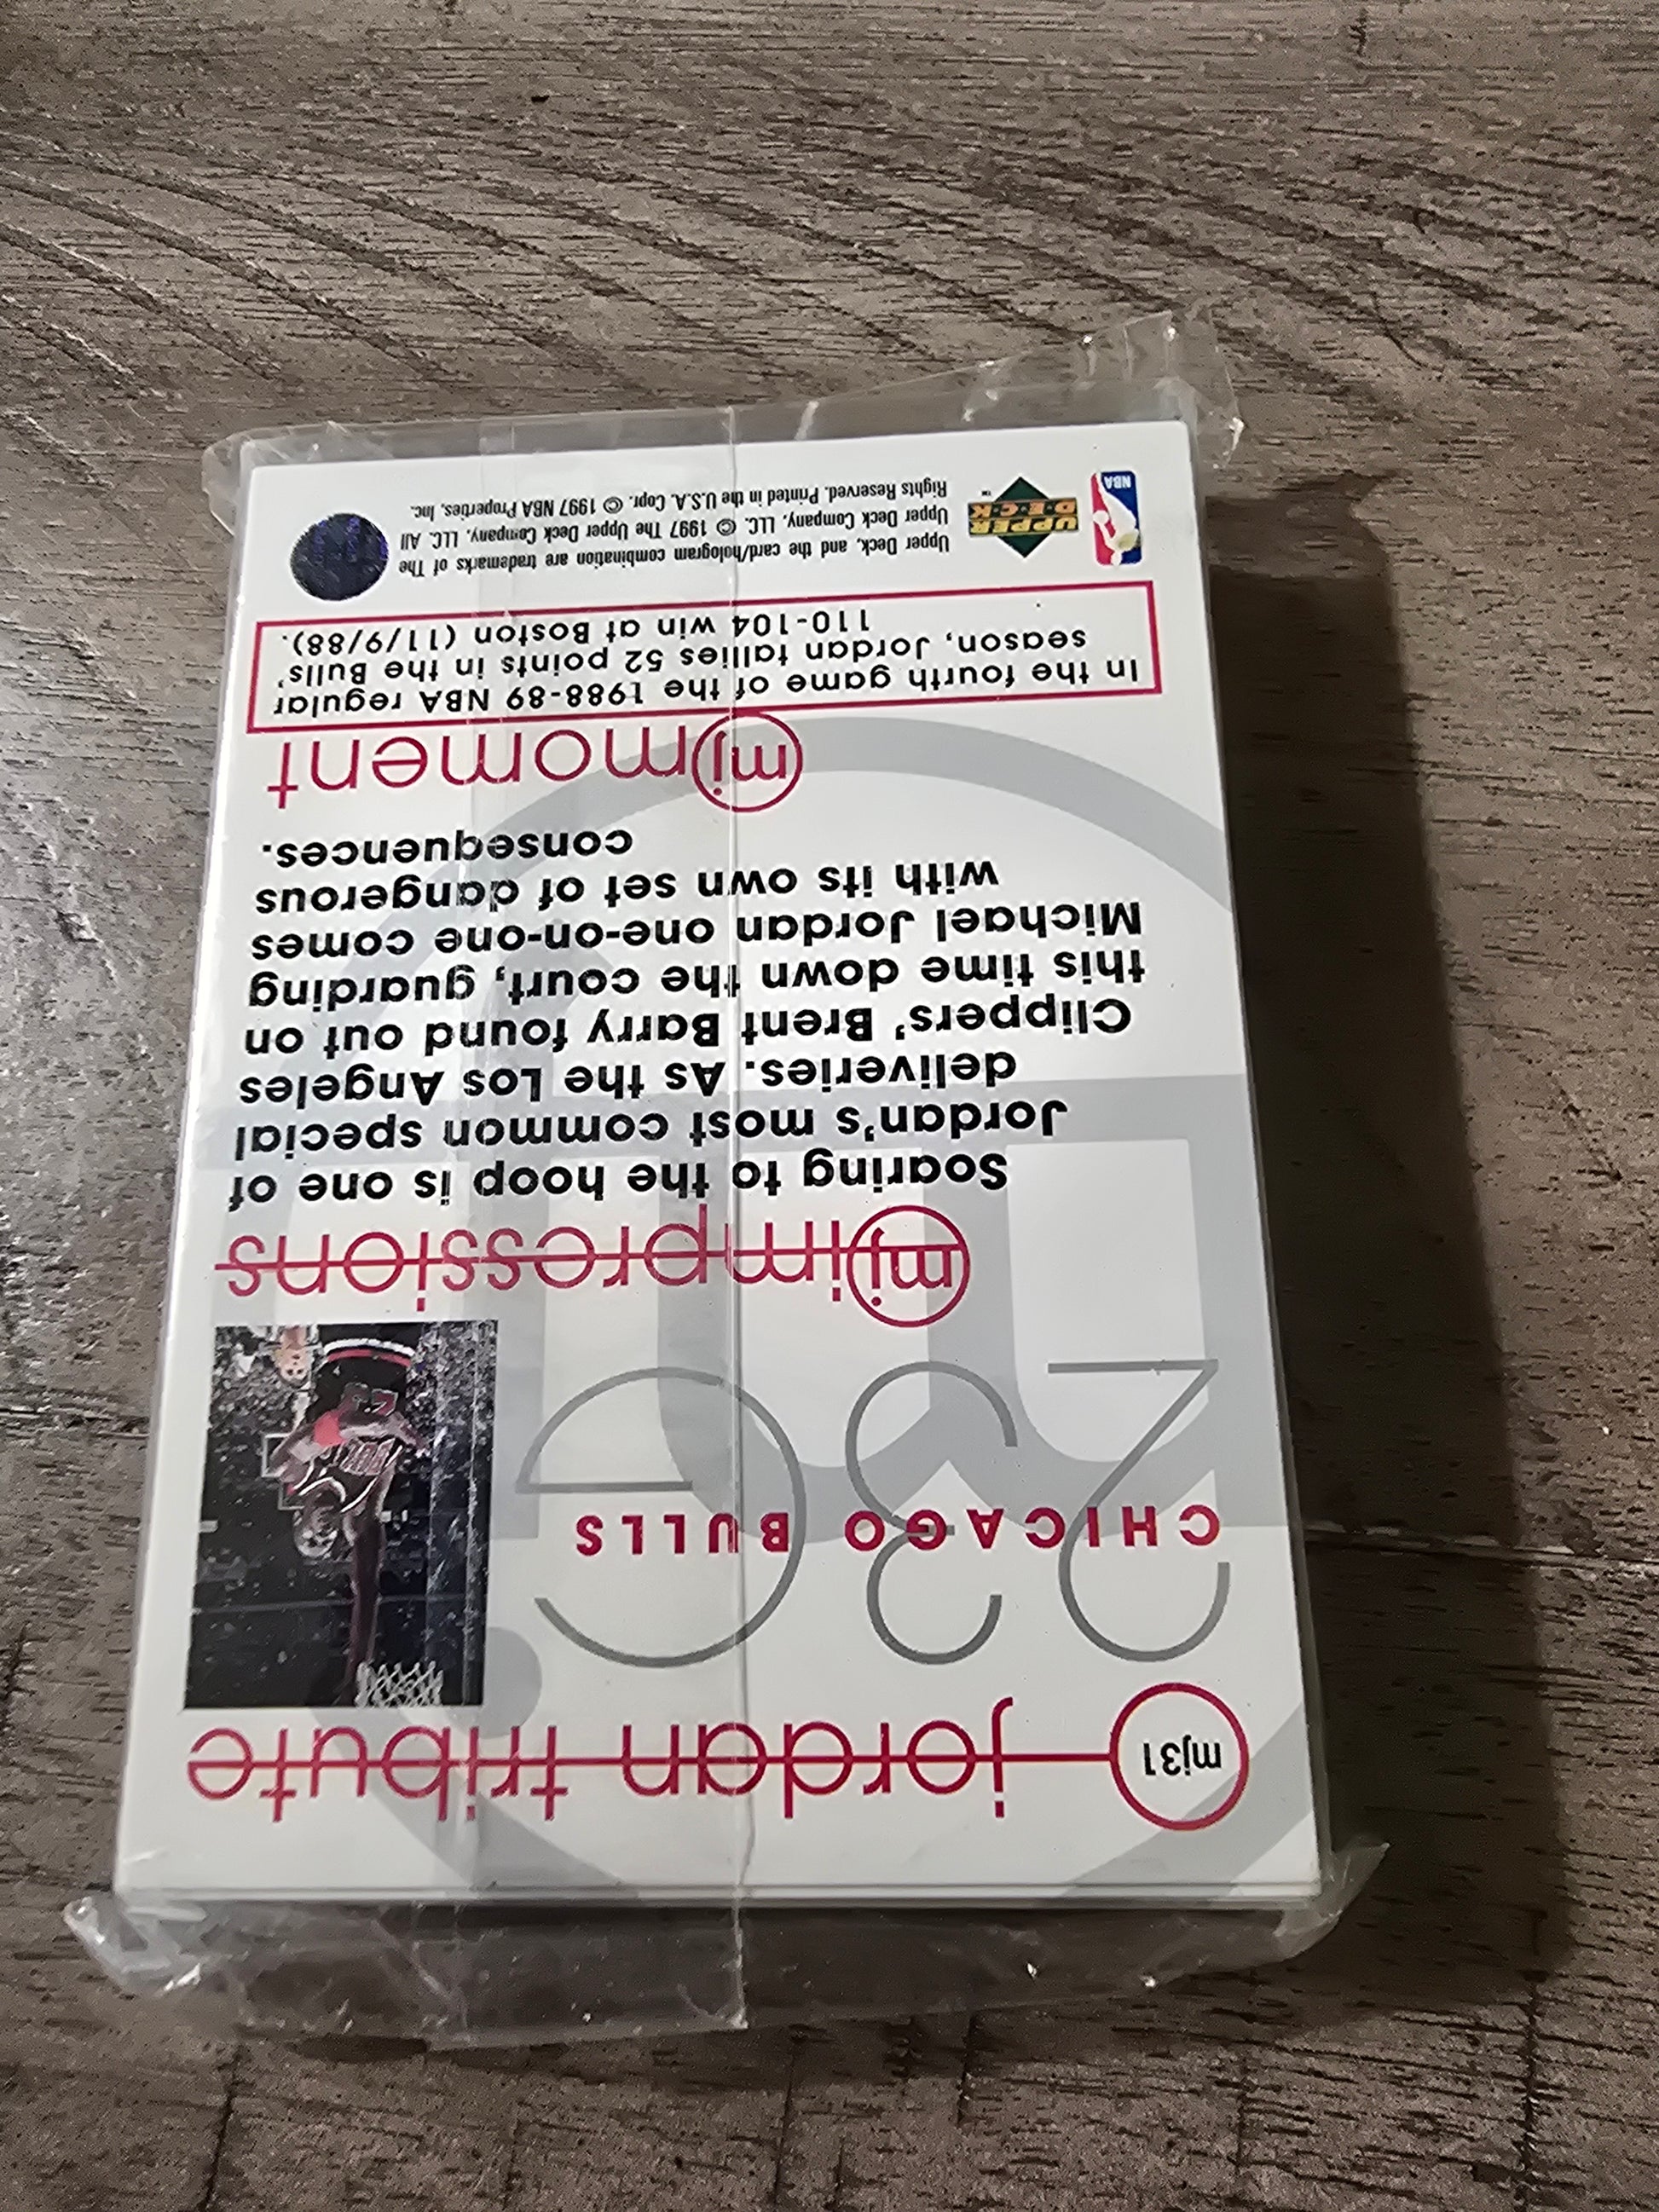 mj31 jordan tribute
23G
CHICAGO BULLS
mj impressions
Soaring to the hoop is one of
Jordan's most common special
deliveries. As the Los Angeles
Clippers' Brent Barry found out on
this time down the court, guarding
Michael Jordan one-on-one comes
with its own set of dangerous
consequences.
mj moment
In the fourth game of the 1988-89 NBA regular
season, Jordan tallies 52 points in the Bulls'
110-104 win at Boston (11/9/88).
NBA
UPPER
DECK
™
Upper Deck, and the card/hologram combination are trademarks of The
Upper Deck Company, LLC. © 1997 The Upper Deck Company, LLC. All
Rights Reserved. Printed in the U.S.A. Copr. © 1997 NBA Properties, Inc.